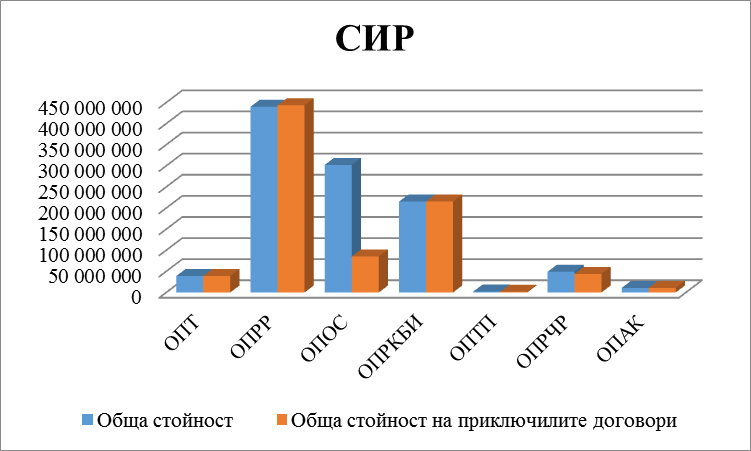 СИР
450 000 000
400 000 000
350 000 000
300 000 000
250 000 000
200 000 000
150 000 000
100 000 000
50 000 000
0
ОПТ
ОПРР
ОПОС
ОПРКБИ
ОПТП
ОПРЧР
ОПАК
Обща стойност
Обща стойност на приключилите договори